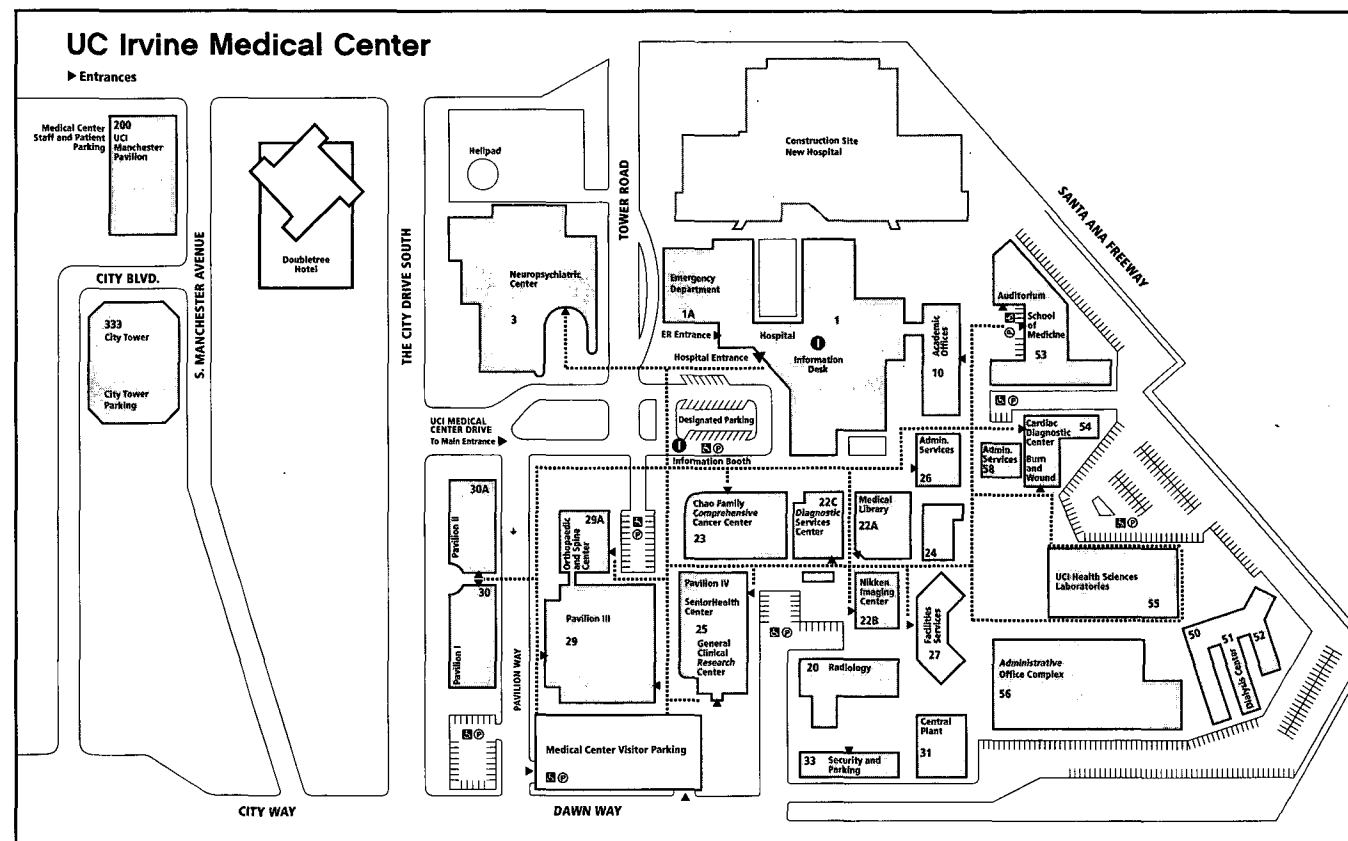 UC Irvine Medical Center
▶ Entrances
Medical Center
Staff and Patient
Parking
200
UCI
Manchester
Pavilion
Doubletree
Hotel
CITY BLVD.
S. MANCHESTER AVENUE
THE CITY DRIVE SOUTH
333
City Tower
City Tower
Parking
CITY WAY
Helipad
TOWER ROAD
Neuropsychiatric
Center
3
Construction Site
New Hospital
SANTA ANA FREEWAY
Emergency
Department
1A
ER Entrance
Hospital
Hospital Entrance
1
Information
Desk
Academic
Offices
10
Auditorium
School
of
Medicine
53
P
P
UCI MEDICAL
CENTER DRIVE
To Main Entrance
Designated Parking
P
Information Booth
Admin.
Services
26
Admin.
Services
58
Cardiac
Diagnostic
Center
54
Burn
and
Wound
30A
Pavilion II
30
Pavilion I
PAVILION WAY
29A
Orthopaedic
and Spine
Center
P
Pavilion III
29
Chao Family
Comprehensive
Cancer Center
23
22C
Diagnostic
Services
Center
Medical
Library
22A
24
P
Pavilion IV
SeniorHealth
Center
25
General
Clinical
Research
Center
P
Nikken
Imaging
Center
22B
Facilities
Services
27
UCI Health Sciences
Laboratories
55
50
51
52
Dialysis Center
20 Radiology
Administrative
Office Complex
56
Central
Plant
31
33 Security and
Parking
P
Medical Center Visitor Parking
P
DAWN WAY